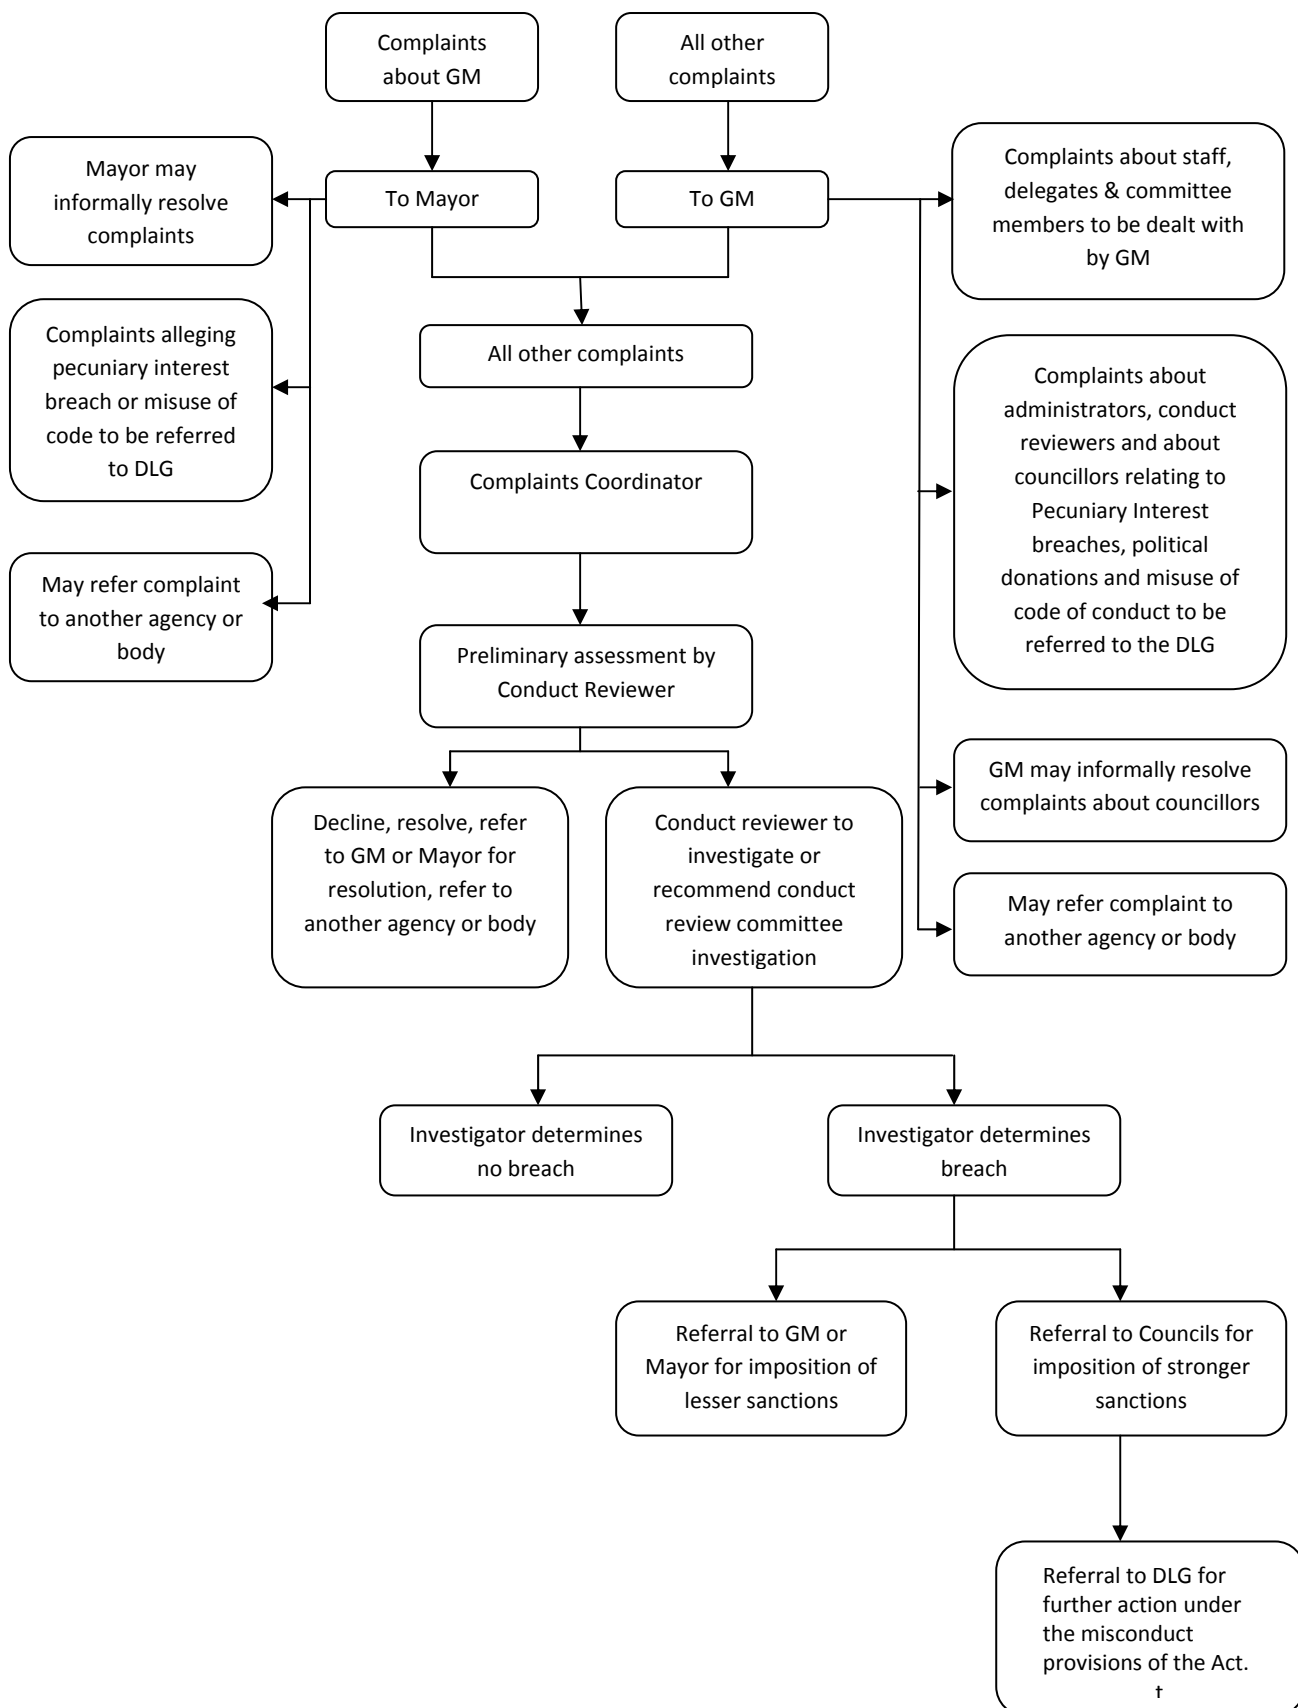 Complaints
about GM
All other
complaints
Mayor may
informally resolve
complaints
To Mayor
To GM
Complaints about staff,
delegates & committee
members to be dealt with
by GM
Complaints alleging
pecuniary interest
breach or misuse of
code to be referred
to DLG
All other complaints
Complaints about
administrators, conduct
reviewers and about
councillors relating to
Pecuniary Interest
breaches, political
donations and misuse of
code of conduct to be
referred to the DLG
Complaints Coordinator
May refer complaint
to another agency or
body
Preliminary assessment by
Conduct Reviewer
GM may informally resolve
complaints about councillors
Decline, resolve, refer
to GM or Mayor for
resolution, refer to
another agency or body
Conduct reviewer to
investigate or
recommend conduct
review committee
investigation
May refer complaint to
another agency or body
Investigator determines
no breach
Investigator determines
breach
Referral to GM or
Mayor for imposition of
lesser sanctions
Referral to Councils for
imposition of stronger
sanctions
Referral to DLG for
further action under
the misconduct
provisions of the Act.